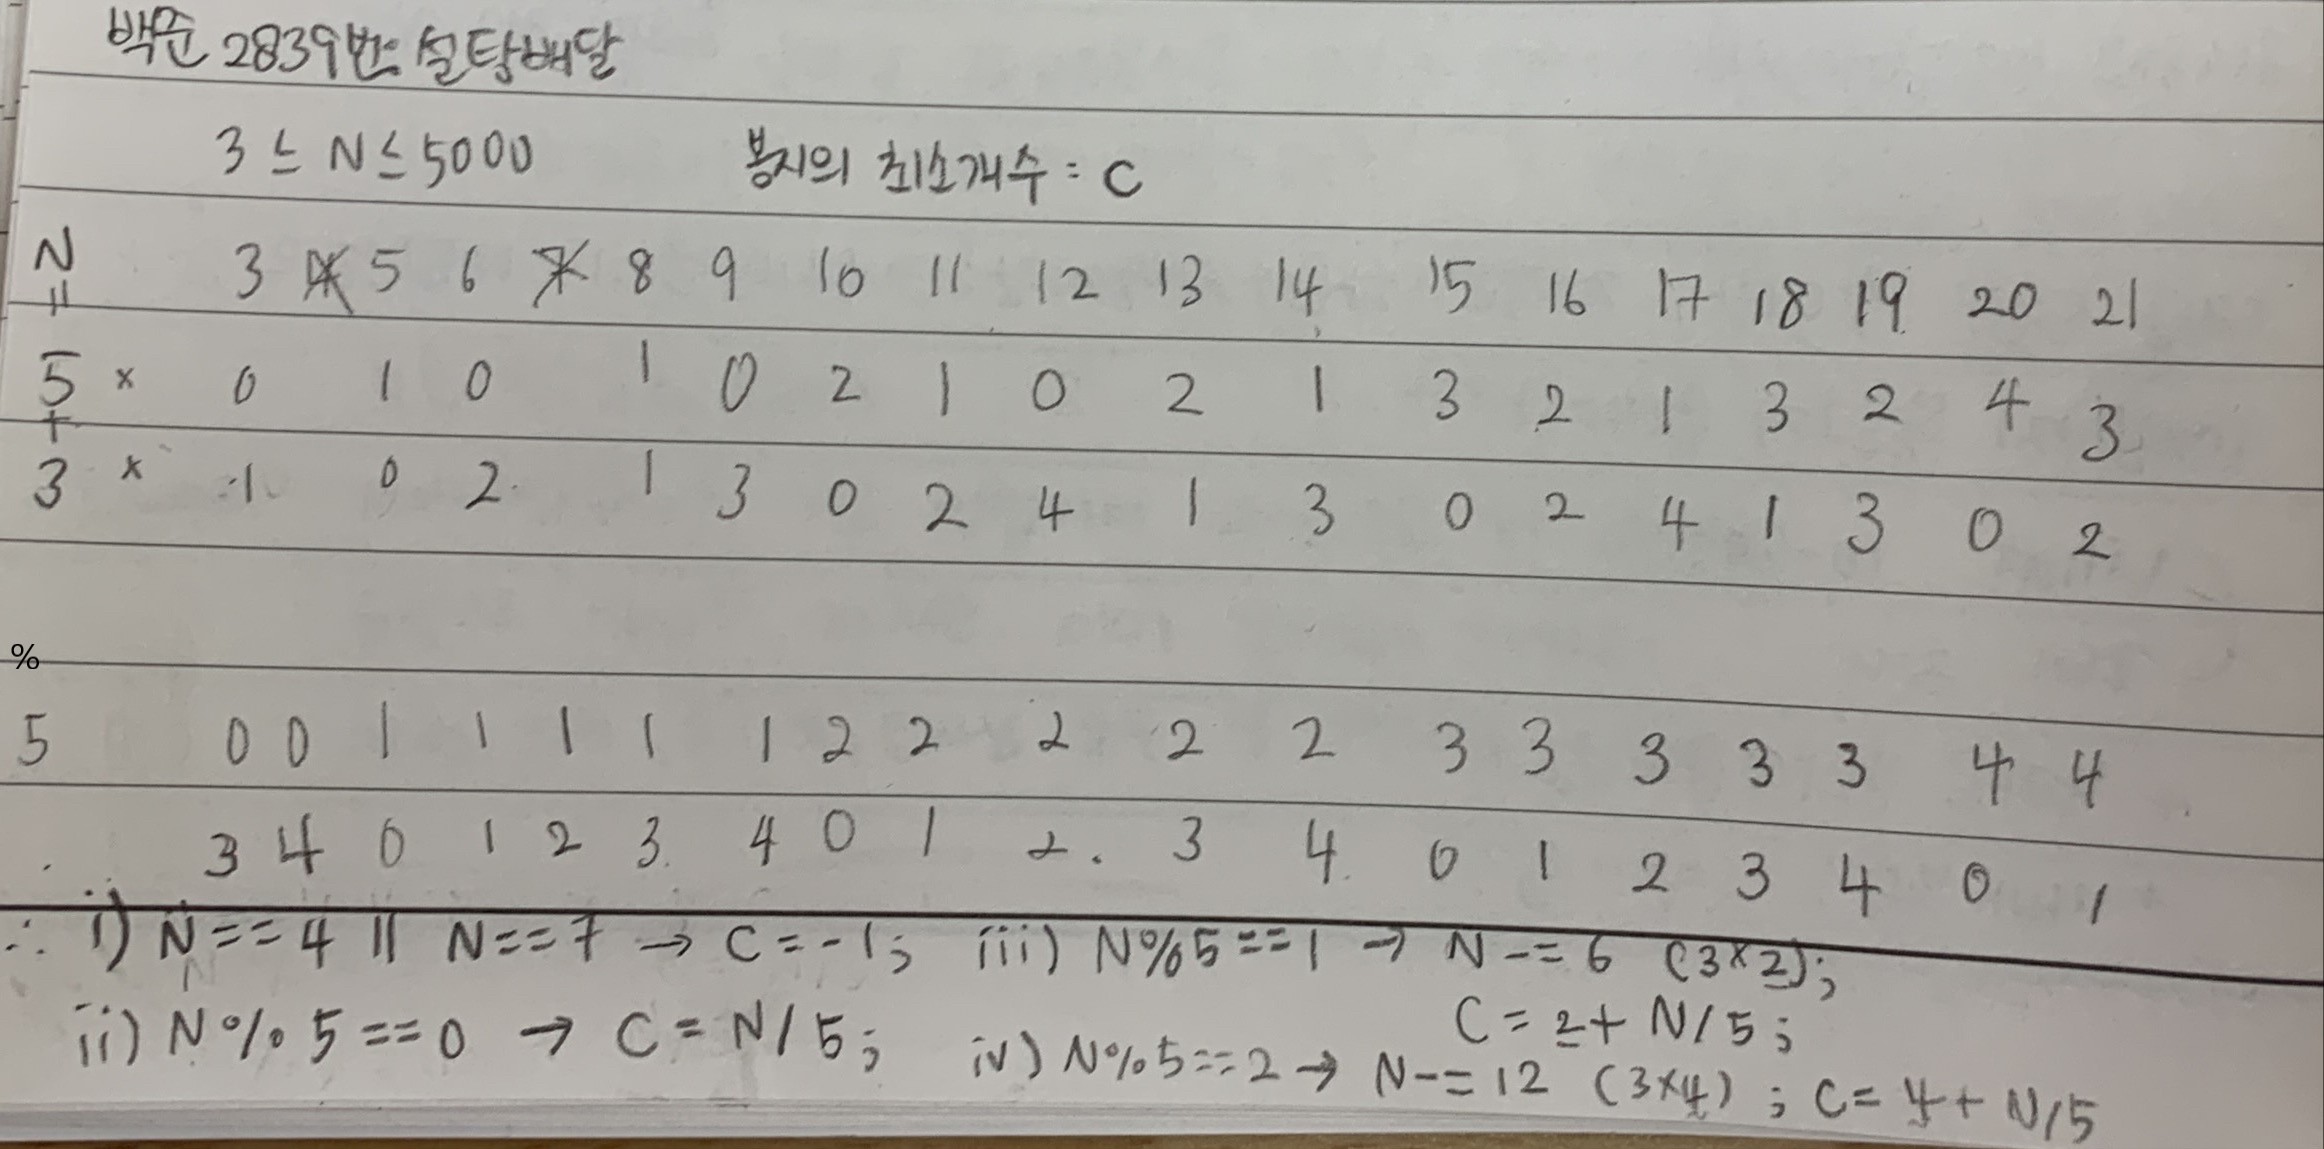 백준 2839번: 설탕배달
3 ≤ N ≤ 5000 봉지의 최소개수 : C
N 3 4 5 6 7 8 9 10 11 12 13 14 15 16 17 18 19 20 21
=
5 × 0 1 0 1 0 2 1 0 2 1 3 2 1 3 2 4 3
+
3 × 1 0 2 1 3 0 2 4 1 3 0 2 4 1 3 0 2
%
5 0 0 1 1 1 1 1 2 2 2 2 2 3 3 3 3 3 4 4
3 4 0 1 2 3 4 0 1 2 3 4 0 1 2 3 4 0 1
∴ i) N==4 || N==7 → C=-1;
ii) N%5==0 → C=N/5;
iii) N%5==1 → N-=6 (3×2);
C=2+N/5;
iv) N%5==2 → N-=12 (3×4); C=4+N/5